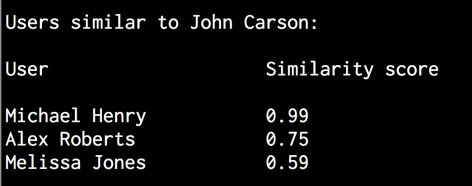 Users similar to John Carson:
User Similarity score
Michael Henry 0.99
Alex Roberts 0.75
Melissa Jones 0.59